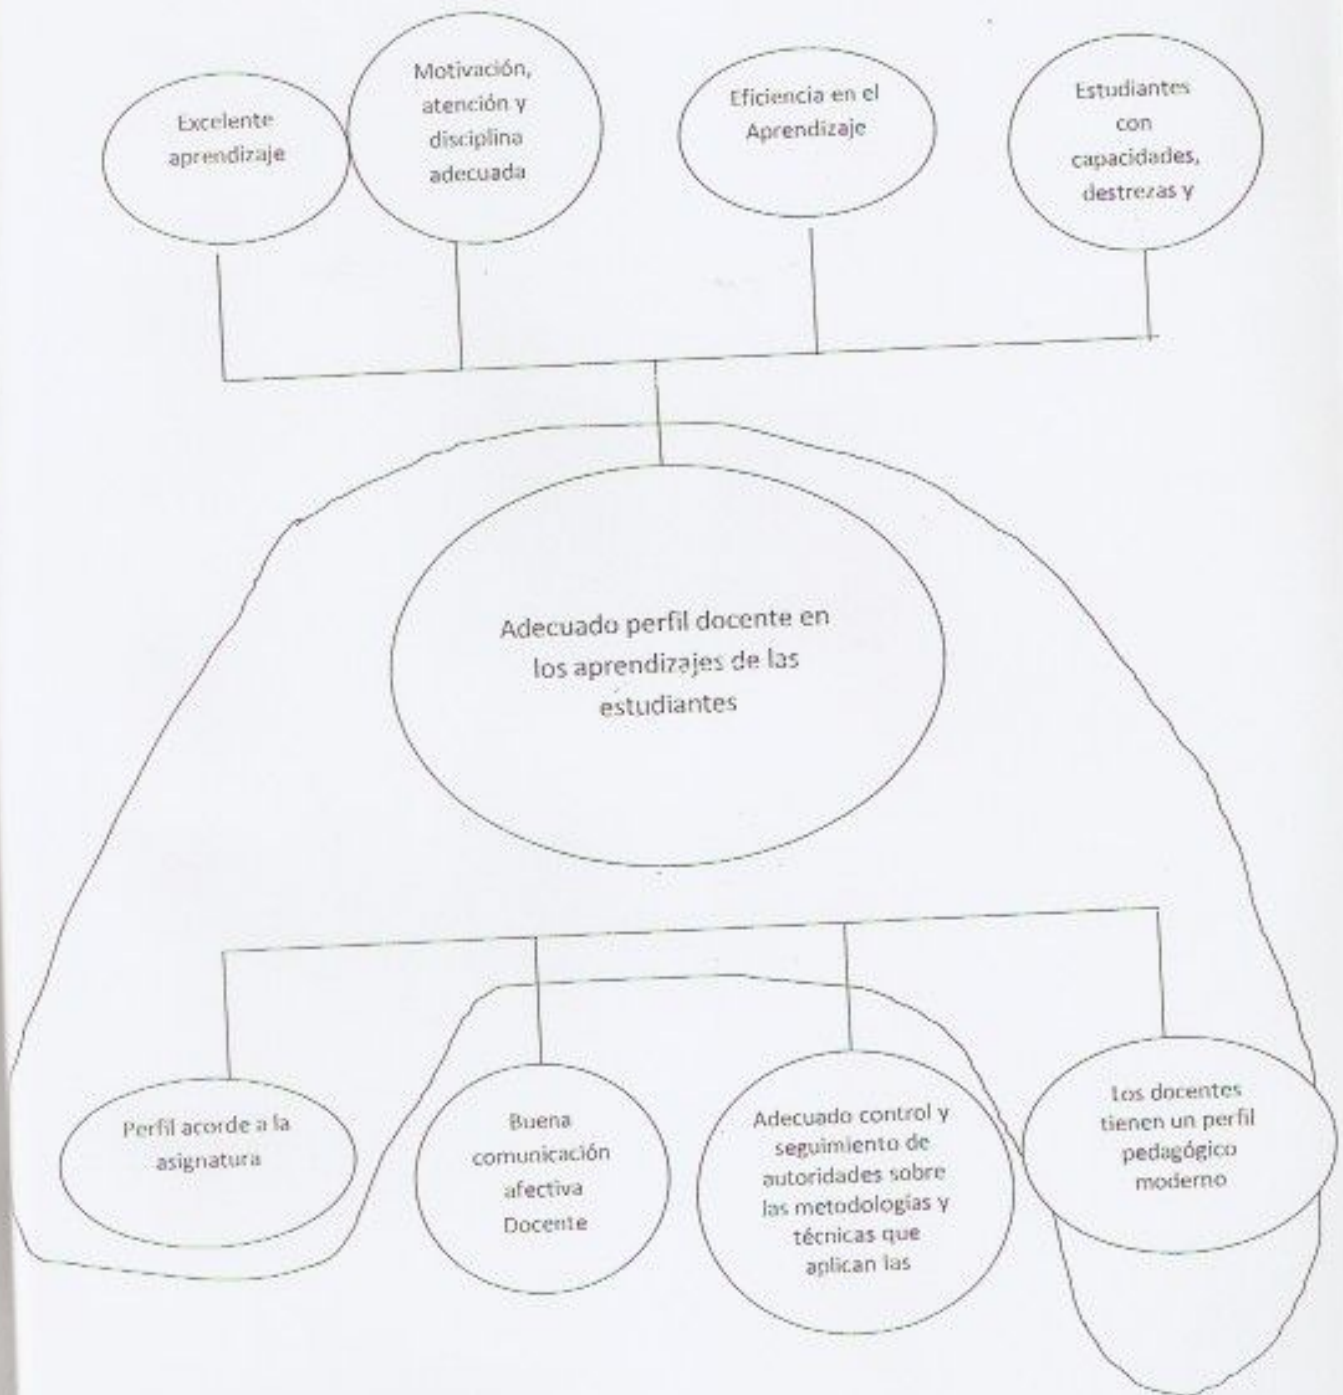 Excelente
aprendizaje
Motivación,
atención y
disciplina
adecuada
Eficiencia en el
Aprendizaje
Estudiantes
con
capacidades,
destrezas y
Adecuado perfil docente en
los aprendizajes de las
estudiantes
Perfil acorde a la
asignatura
Buena
comunicación
afectiva
Docente
Adecuado control y
seguimiento de
autoridades sobre
las metodologías y
técnicas que
aplican las
Los docentes
tienen un perfil
pedagógico
moderno